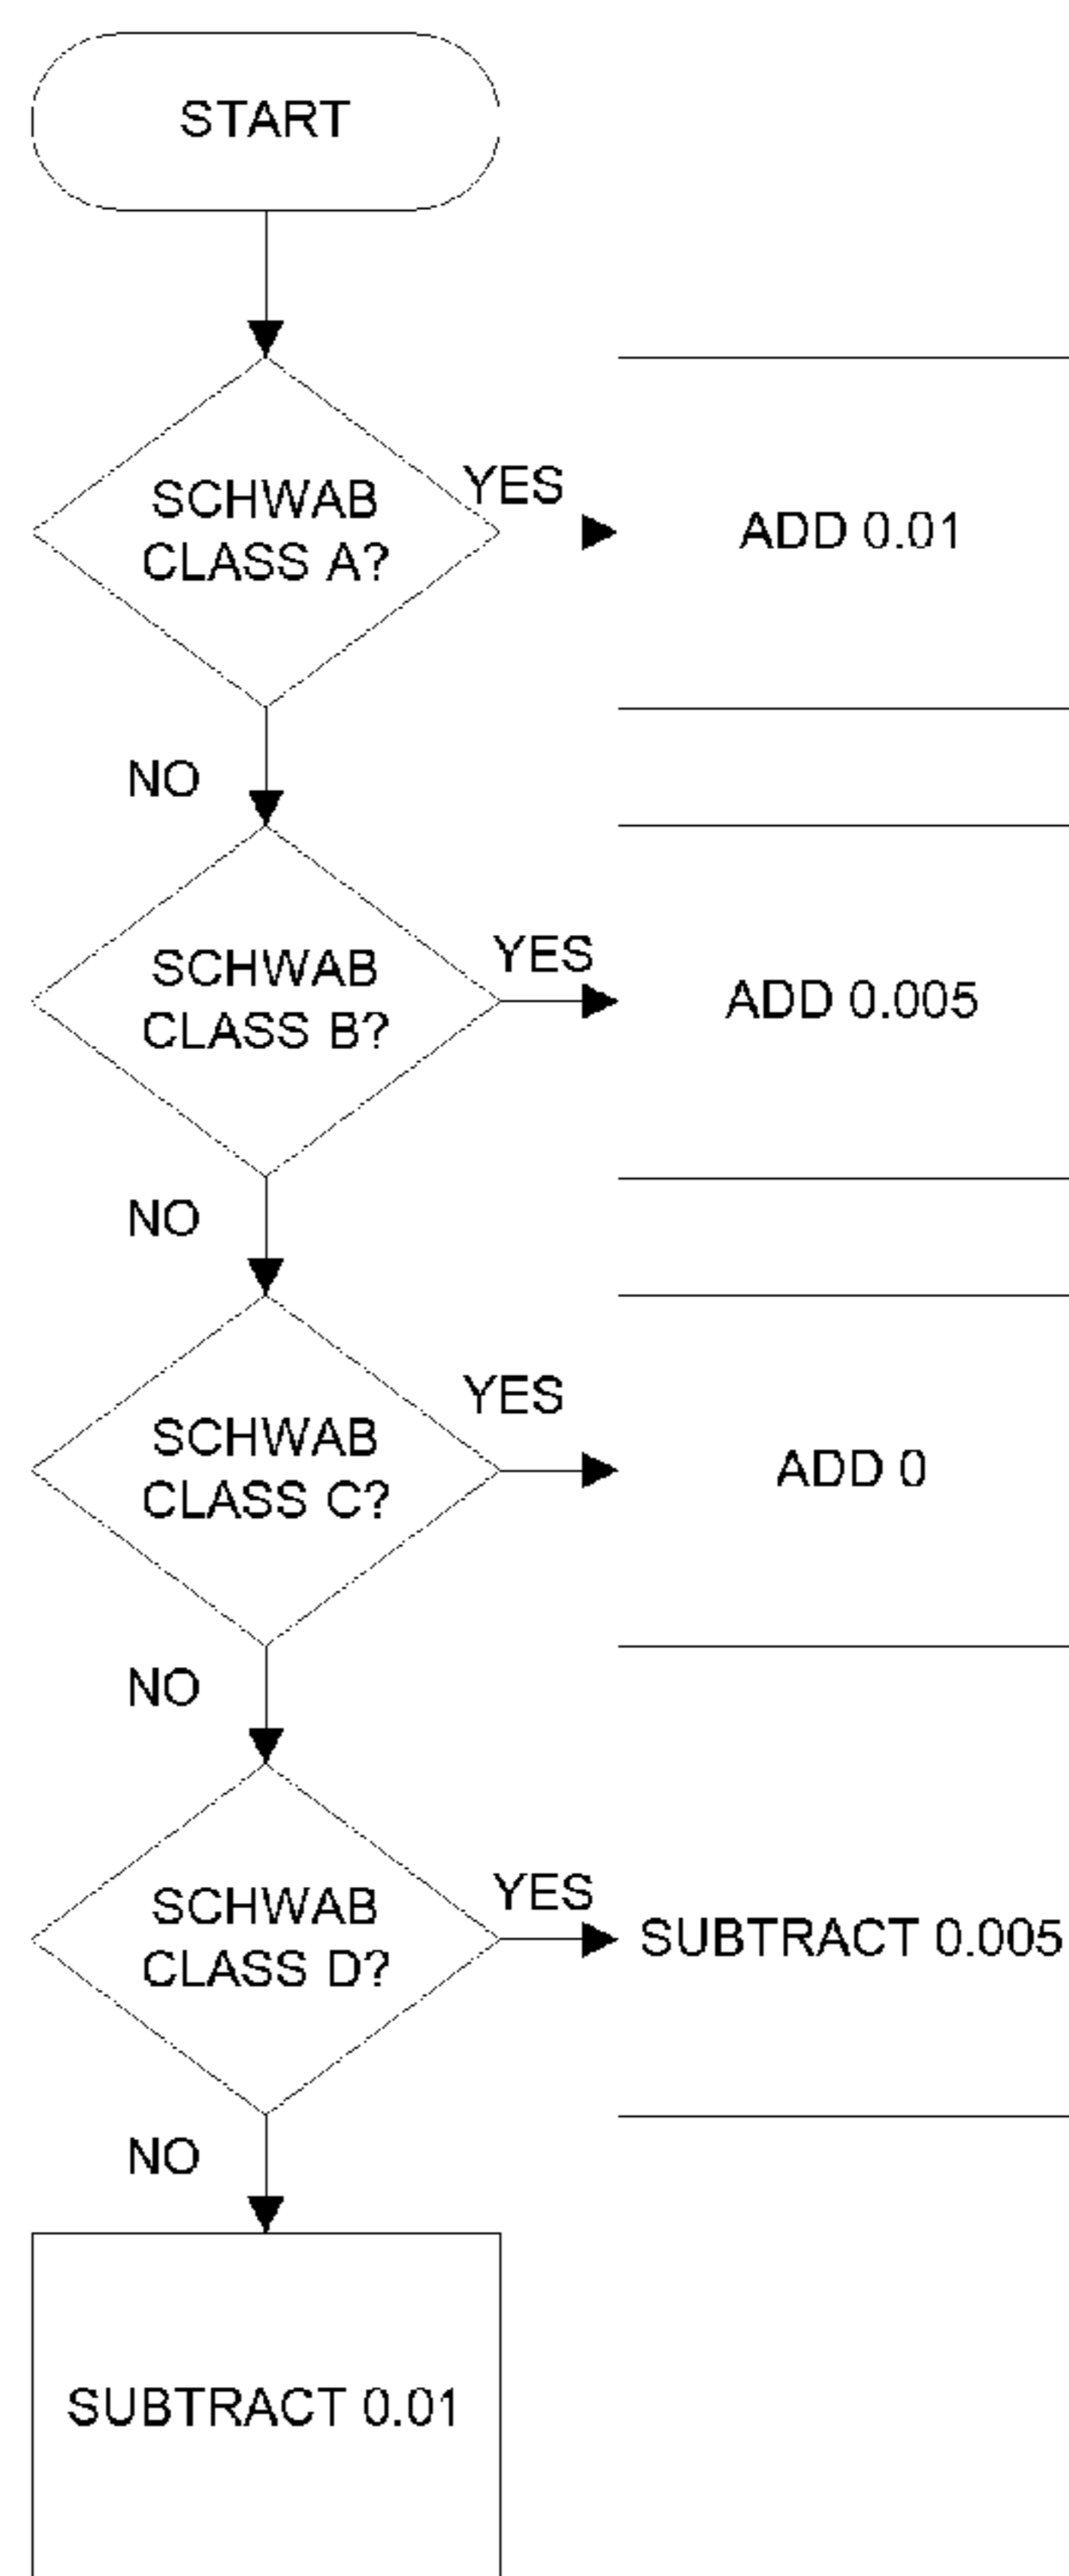 START
SCHWAB
CLASS A?
YES
ADD 0.01
NO
SCHWAB
CLASS B?
YES
ADD 0.005
NO
SCHWAB
CLASS C?
YES
ADD 0
NO
SCHWAB
CLASS D?
YES
SUBTRACT 0.005
NO
SUBTRACT 0.01